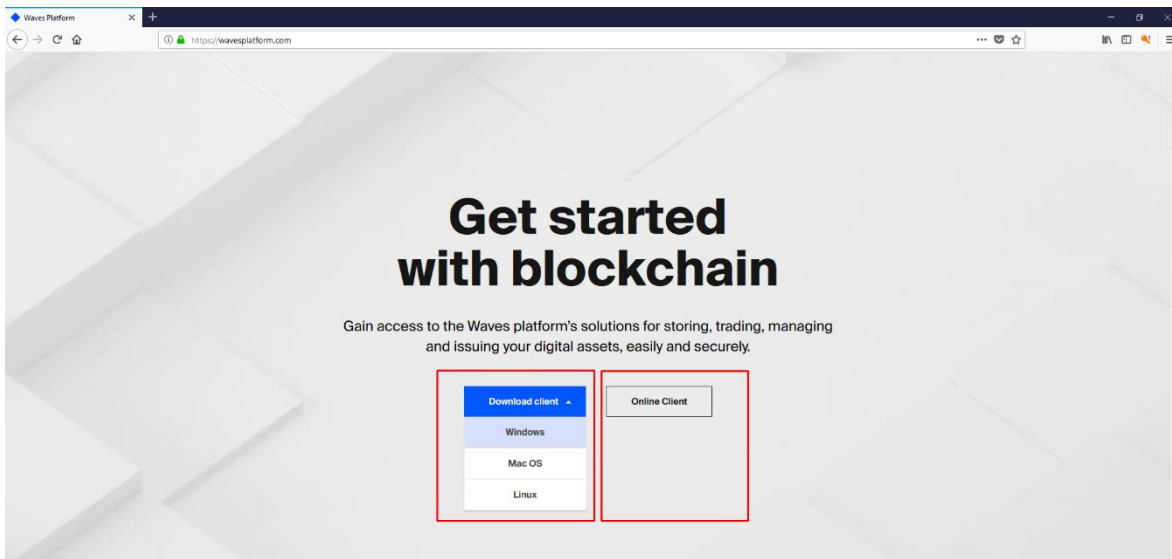 Waves Platform
https://wavesplatform.com
Get started
with blockchain
Gain access to the Waves platform's solutions for storing, trading, managing
and issuing your digital assets, easily and securely.
Download client
Online Client
Windows
Mac OS
Linux